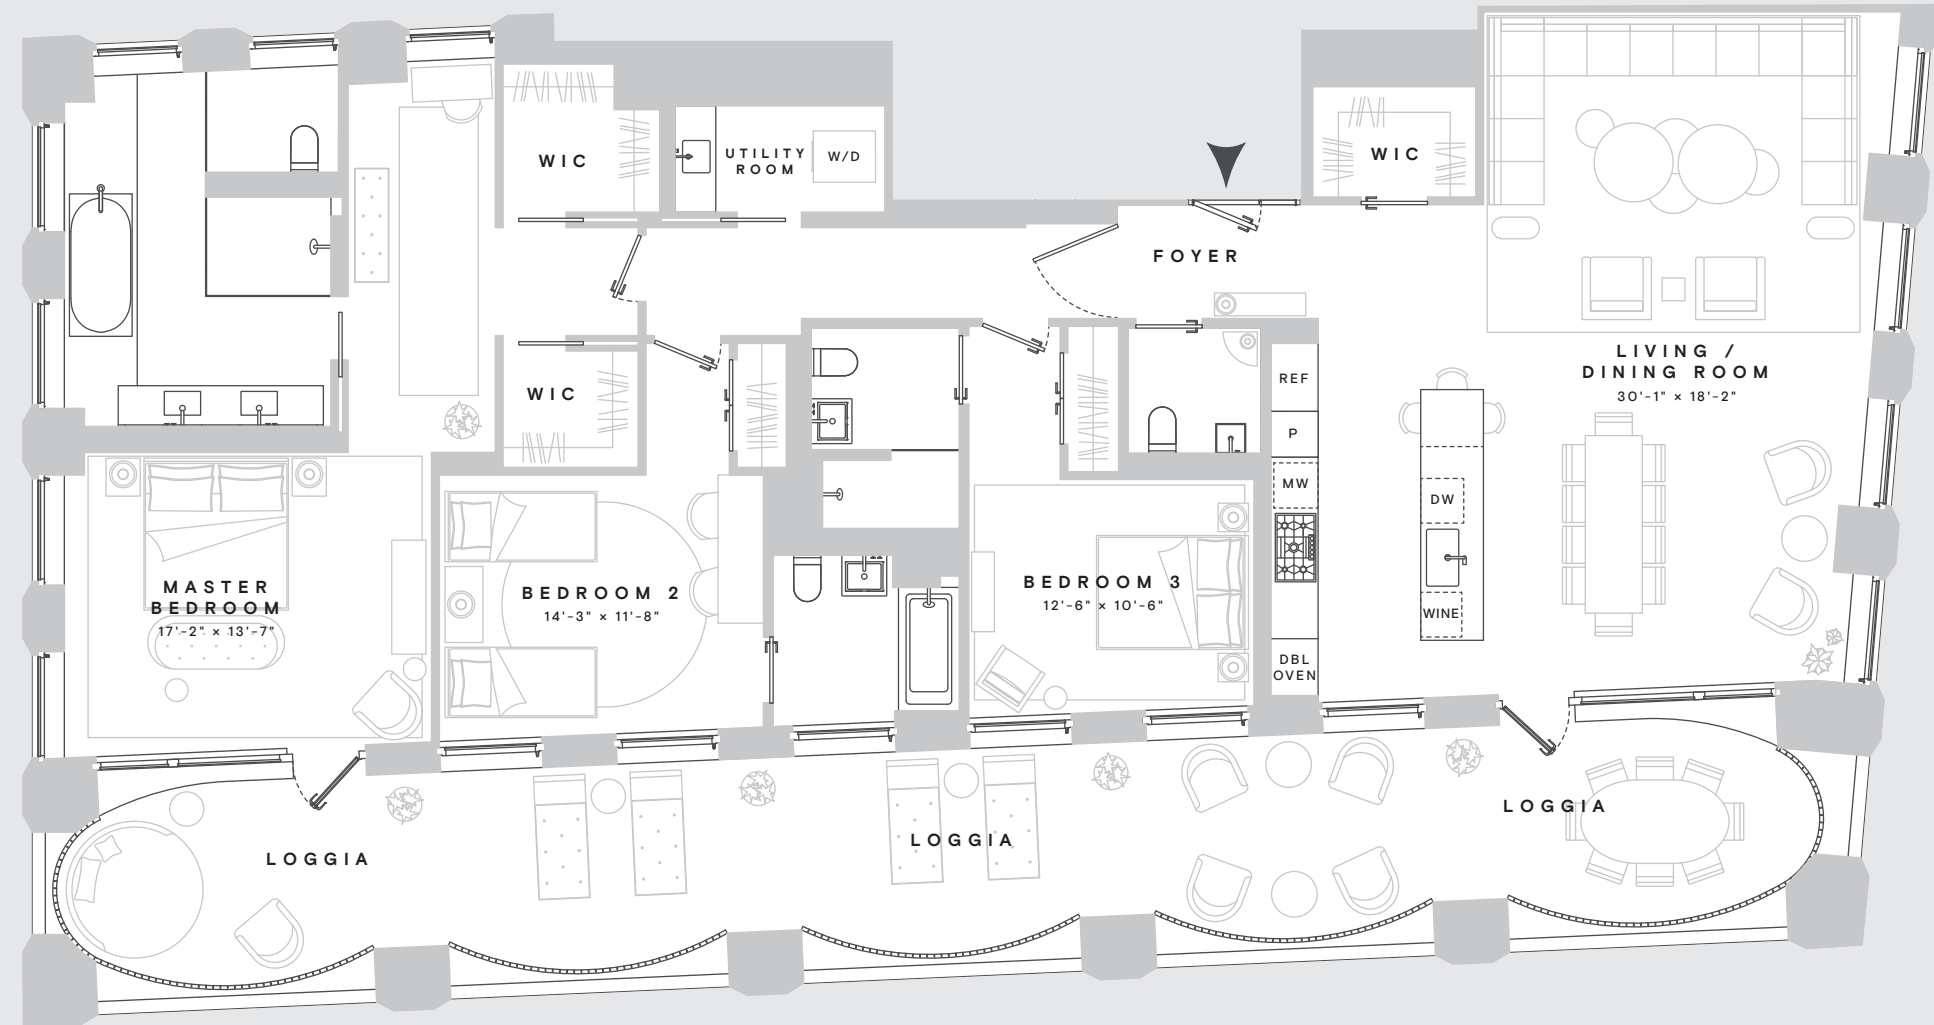 WIC
UTILITY
ROOM
W/D
WIC
FOYER
LIVING /
DINING ROOM
30'-1" × 18'-2"
REF
P
MW
DW
WINE
DBL
OVEN
WIC
MASTER
BEDROOM
17'-2" × 13'-7"
BEDROOM 2
14'-3" × 11'-8"
BEDROOM 3
12'-6" × 10'-6"
LOGGIA
LOGGIA
LOGGIA